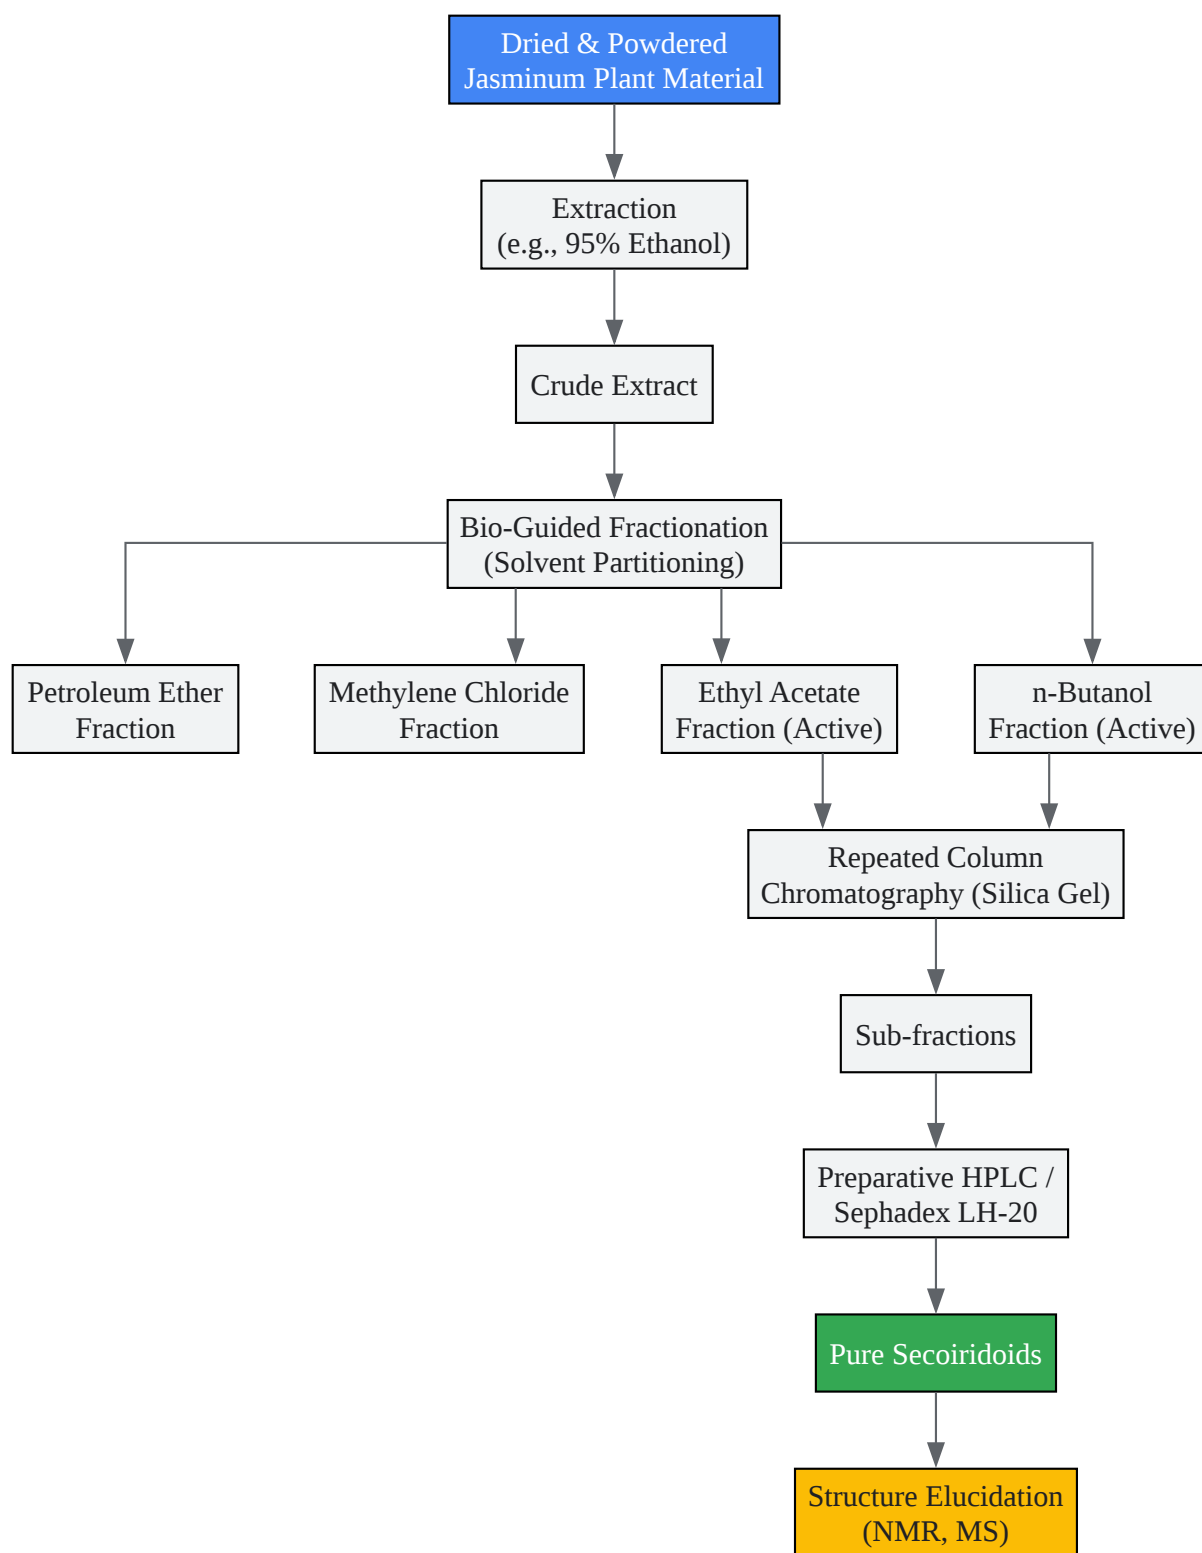 Dried & Powdered
Jasminum Plant Material
Extraction
(e.g., 95% Ethanol)
Crude Extract
Bio-Guided Fractionation
(Solvent Partitioning)
Petroleum Ether
Fraction
Methylene Chloride
Fraction
Ethyl Acetate
Fraction (Active)
n-Butanol
Fraction (Active)
Repeated Column
Chromatography (Silica Gel)
Sub-fractions
Preparative HPLC /
Sephadex LH-20
Pure Secoiridoids
Structure Elucidation
(NMR, MS)